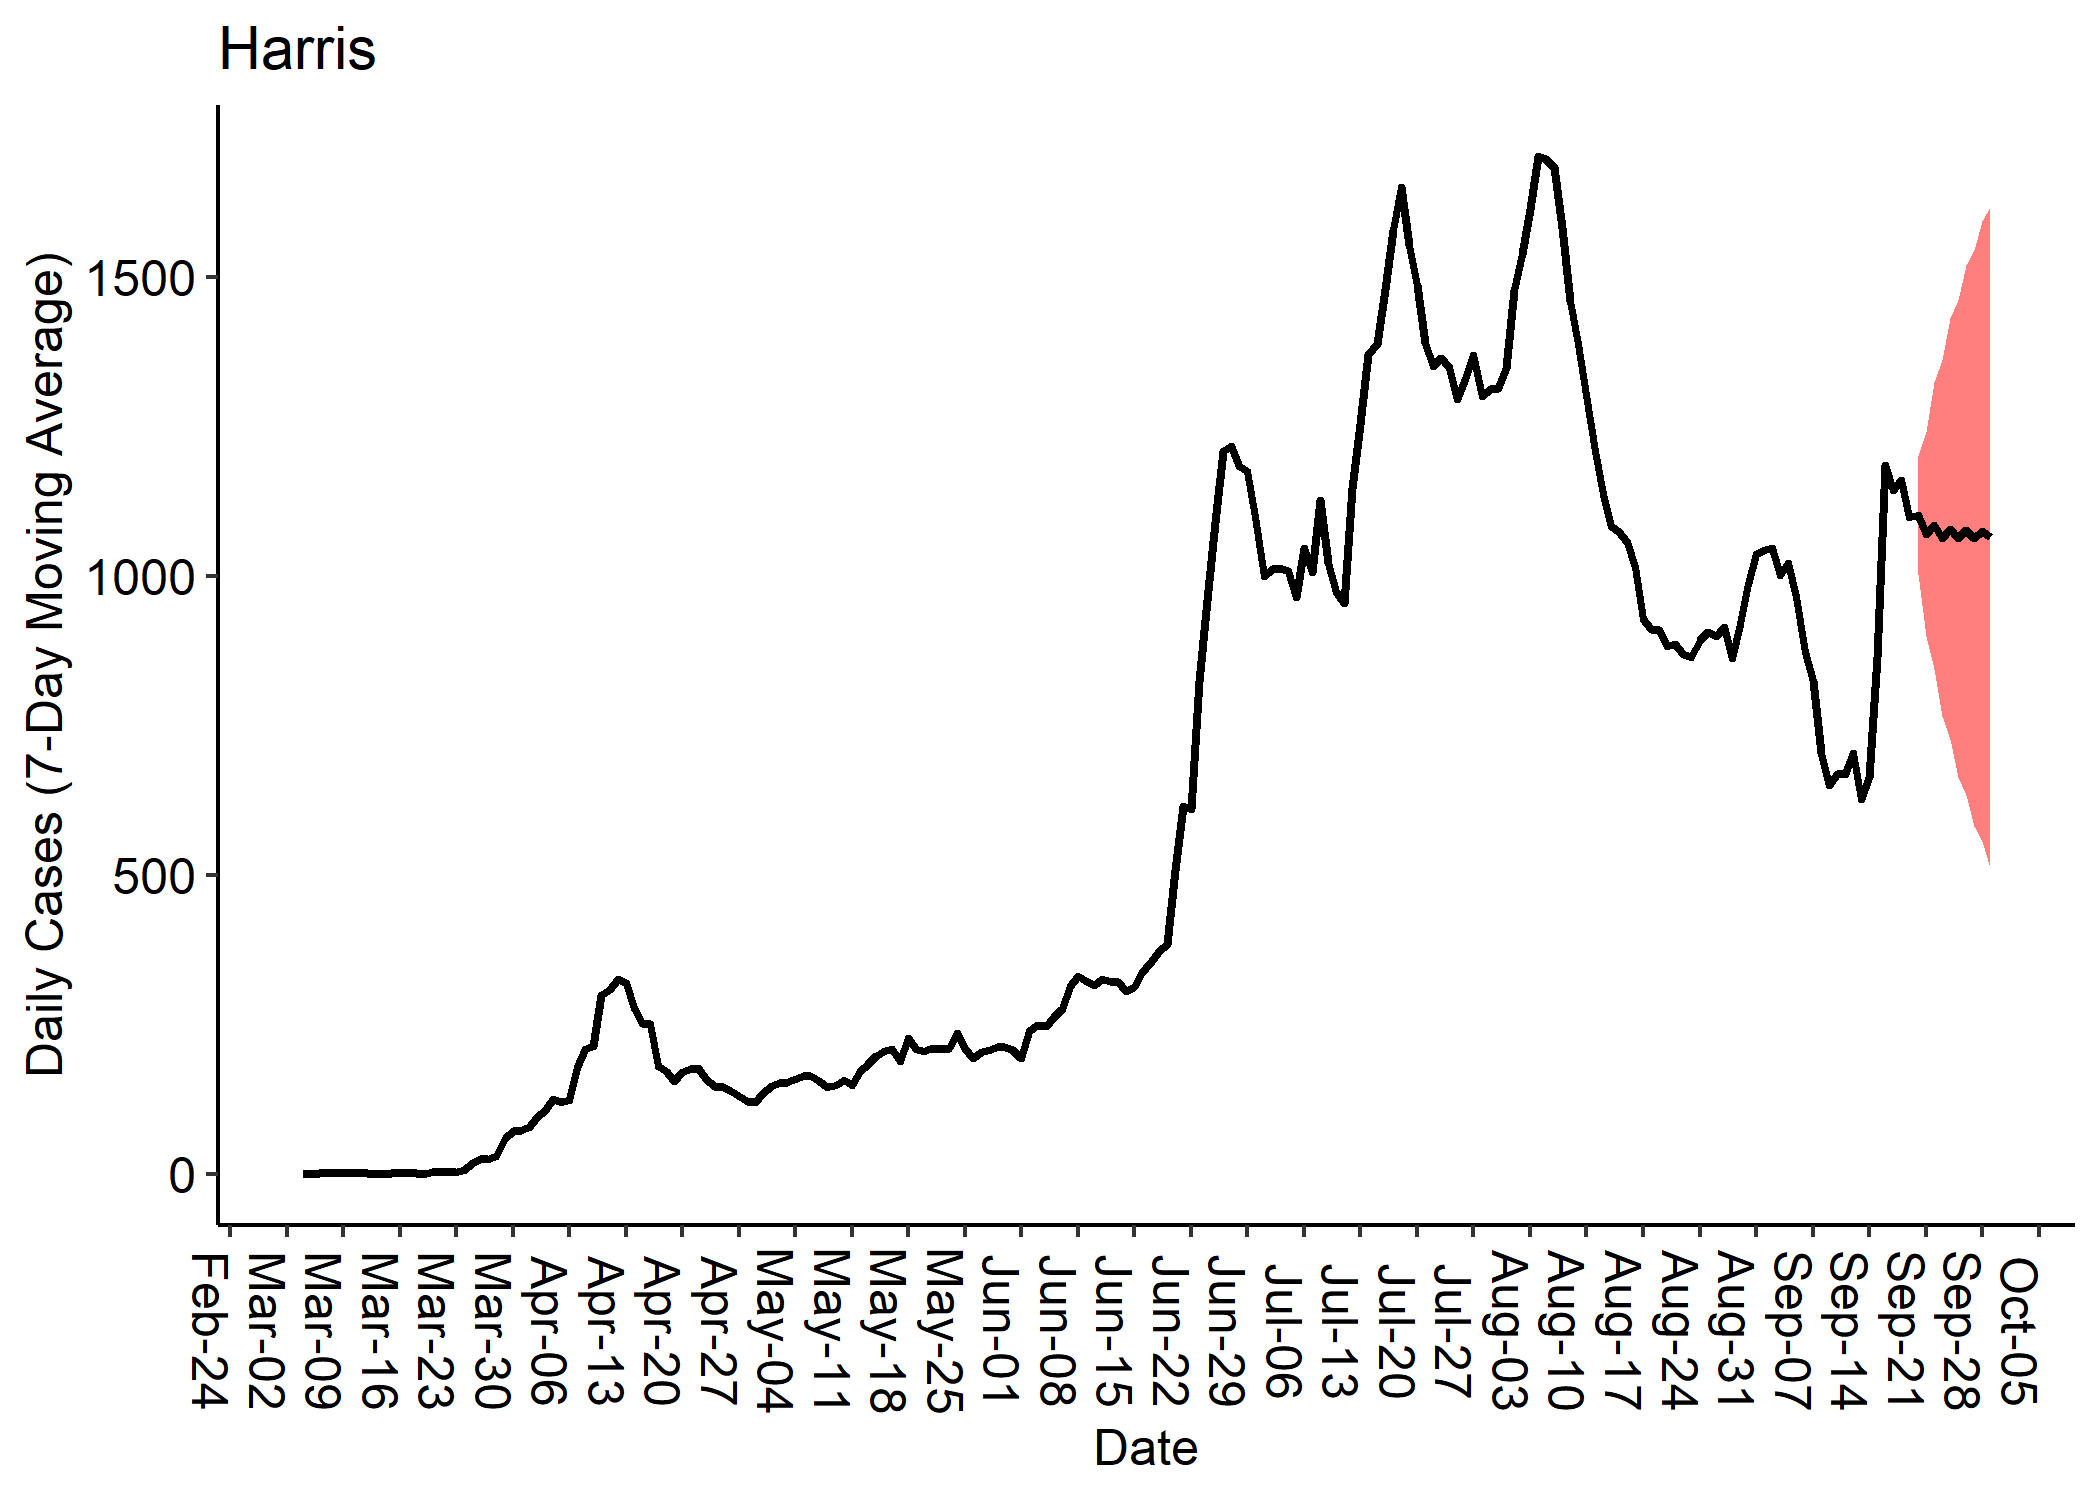 Harris
Daily Cases (7-Day Moving Average)
1500
1000
500
0
Feb-24
Mar-02
Mar-09
Mar-16
Mar-23
Mar-30
Apr-06
Apr-13
Apr-20
Apr-27
May-04
May-11
May-18
May-25
Jun-01
Jun-08
Jun-15
Jun-22
Jun-29
Jul-06
Jul-13
Jul-20
Jul-27
Aug-03
Aug-10
Aug-17
Aug-24
Aug-31
Sep-07
Sep-14
Sep-21
Sep-28
Oct-05
Date